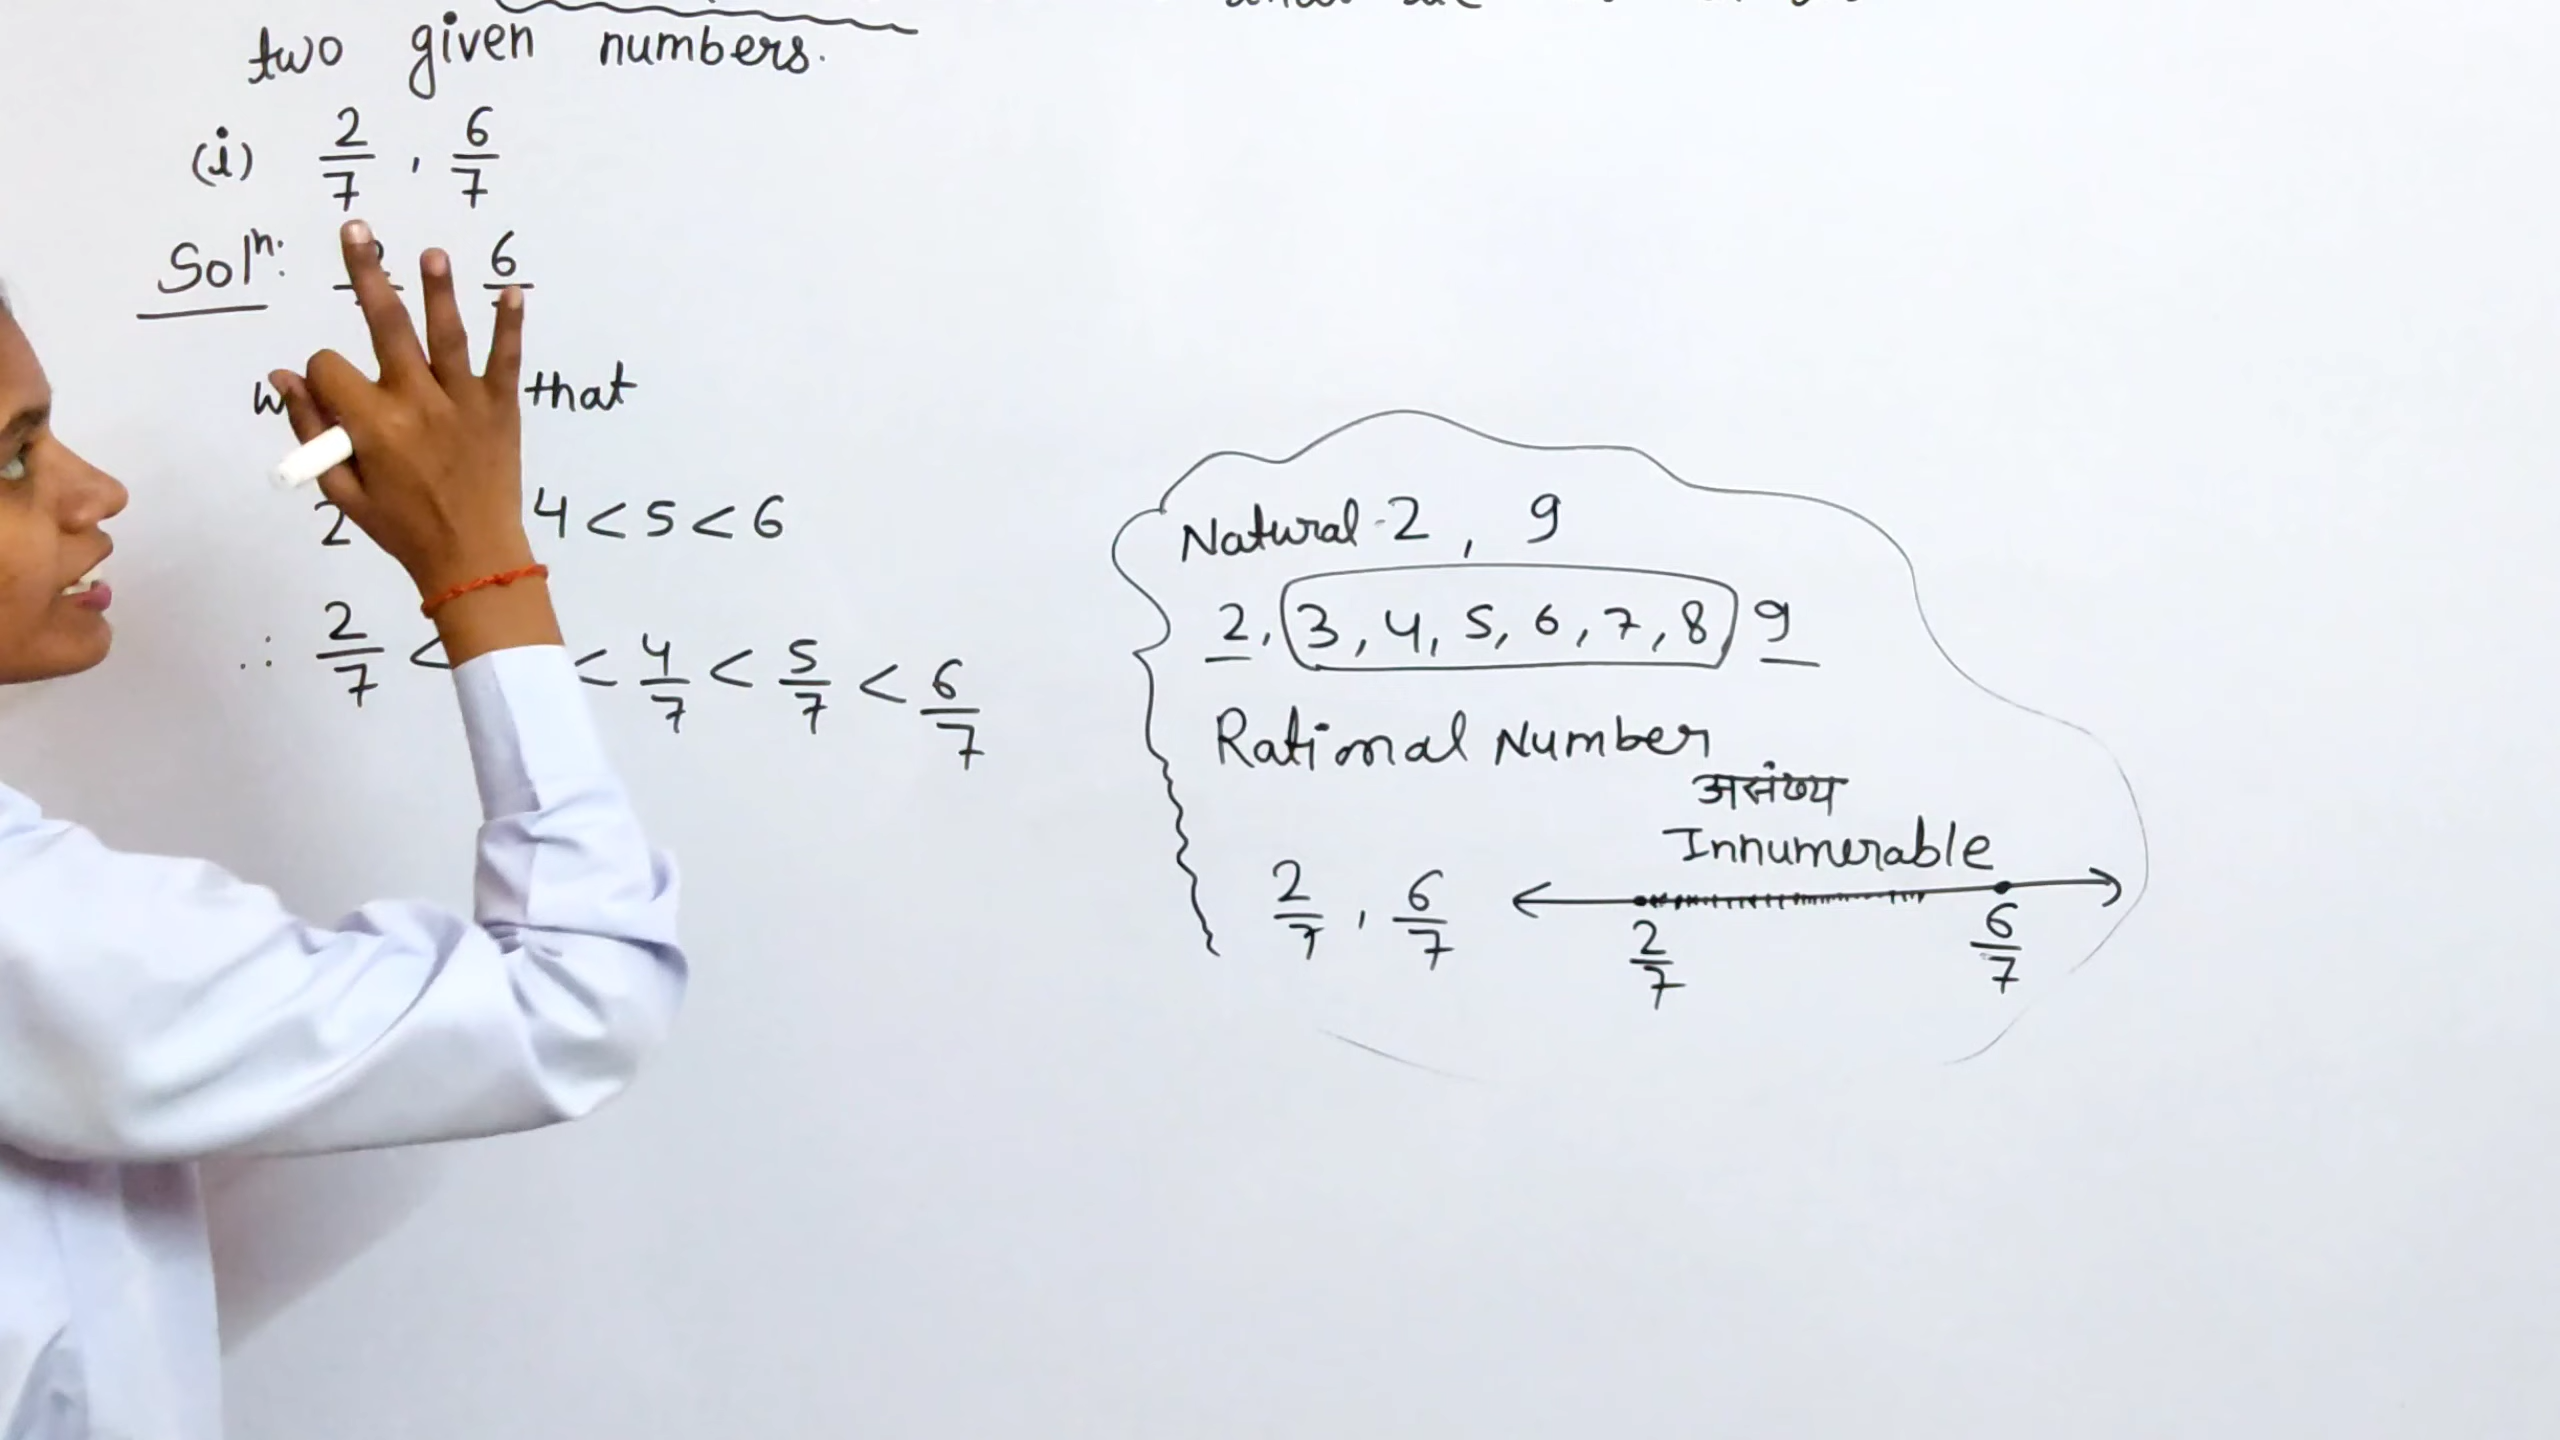 two given numbers.
(i) 2/7 , 6/7
Solⁿ: 6
that
2 4 < 5 < 6
∴ 2/7 < < 4/7 < 5/7 < 6/7
Natural - 2 , 9
2, 3, 4, 5, 6, 7, 8 9
Rational Number
असंख्य
Innumerable
2/7 , 6/7
2/7 6/7